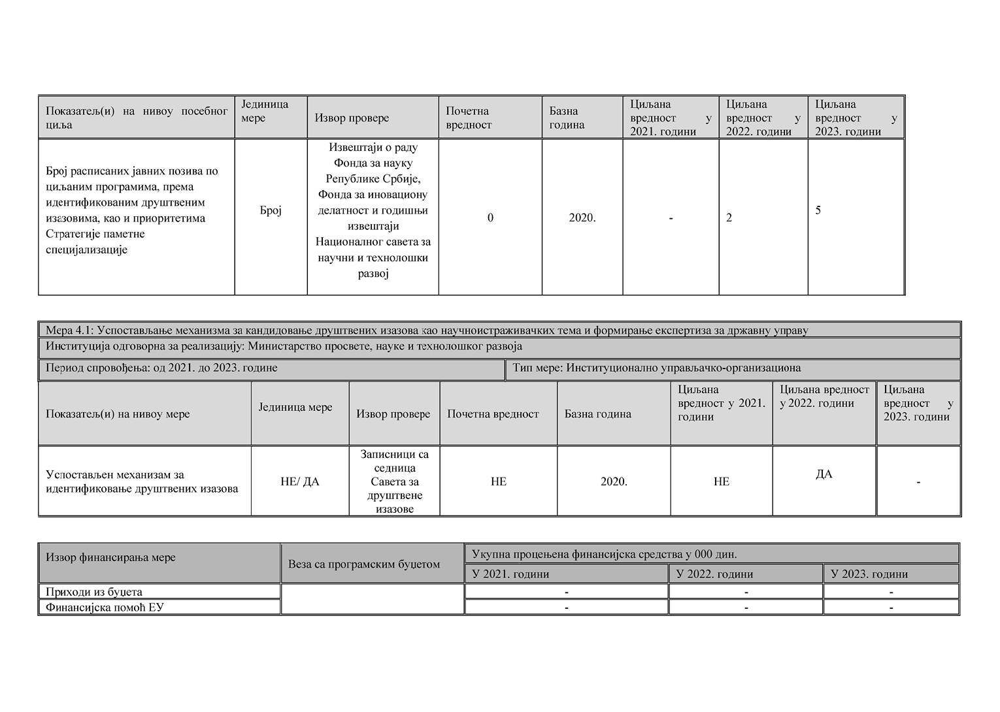 Показатељ(и) на нивоу посебног
циља
Јединица
мере
Извор провере
Почетна
вредност
Базна
година
Циљана
вредност у
2021. години
Циљана
вредност у
2022. години
Циљана
вредност у
2023. години
Број расписаних јавних позива по
циљаним програмима, према
идентификованим друштвеним
изазовима, као и приоритетима
Стратегије паметне
специјализације
Број
Извештаји о раду
Фонда за науку
Републике Србије,
Фонда за иновациону
делатност и годишњи
извештаји
Националног савета за
научни и технолошки
развој
0
2020.
-
2
5
Мера 4.1: Успостављање механизма за кандидовање друштвених изазова као научноистраживачких тема и формирање експертиза за државну управу
Институција одговорна за реализацију: Министарство просвете, науке и технолошког развоја
Период спровођења: од 2021. до 2023. године
Тип мере: Институционално управљачко-организациона
Показатељ(и) на нивоу мере
Јединица мере
Извор провере
Почетна вредност
Базна година
Циљана
вредност у 2021.
години
Циљана вредност
у 2022. години
Циљана
вредност у
2023. години
Успостављен механизам за
идентификовање друштвених изазова
НЕ/ ДА
Записници са
седница
Савета за
друштвене
изазове
НЕ
2020.
НЕ
ДА
-
Извор финансирања мере
Веза са програмским буџетом
Укупна процењена финансијска средства у 000 дин.
У 2021. години
У 2022. години
У 2023. години
Приходи из буџета
-
-
-
Финансијска помоћ ЕУ
-
-
-